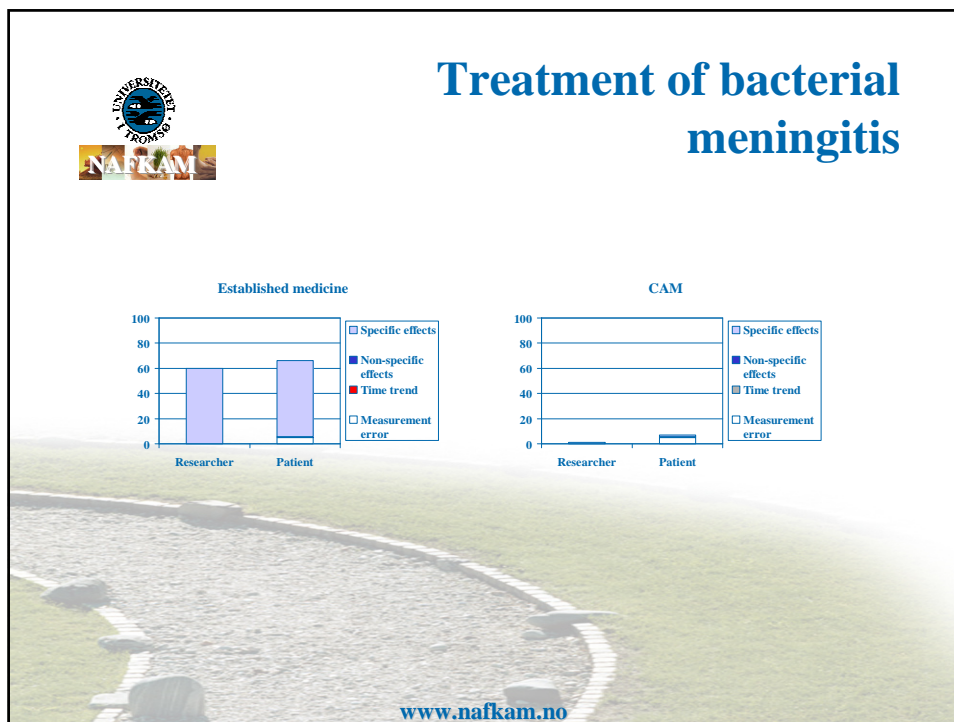 Treatment of bacterial
meningitis
UNIVERSITETET
I TROMSØ
NAFKAM
Established medicine
100
80
60
40
20
0
Researcher
Patient
Specific effects
Non-specific
effects
Time trend
Measurement
error
CAM
100
80
60
40
20
0
Researcher
Patient
Specific effects
Non-specific
effects
Time trend
Measurement
error
www.nafkam.no